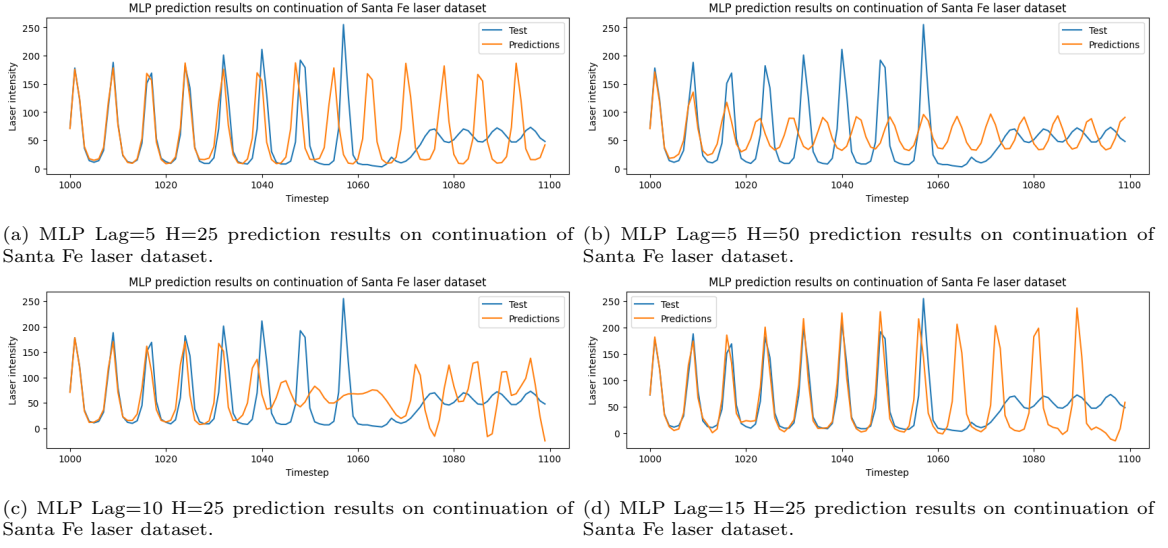 MLP prediction results on continuation of Santa Fe laser dataset
250
200
150
100
50
0
Laser intensity
1000 1020 1040 1060 1080 1100
Timestep
Test
Predictions
MLP prediction results on continuation of Santa Fe laser dataset
250
200
150
100
50
0
Laser intensity
1000 1020 1040 1060 1080 1100
Timestep
Test
Predictions
(a) MLP Lag=5 H=25 prediction results on continuation of
Santa Fe laser dataset.
(b) MLP Lag=5 H=50 prediction results on continuation of
Santa Fe laser dataset.
MLP prediction results on continuation of Santa Fe laser dataset
250
200
150
100
50
0
Laser intensity
1000 1020 1040 1060 1080 1100
Timestep
Test
Predictions
MLP prediction results on continuation of Santa Fe laser dataset
250
200
150
100
50
0
Laser intensity
1000 1020 1040 1060 1080 1100
Timestep
Test
Predictions
(c) MLP Lag=10 H=25 prediction results on continuation of
Santa Fe laser dataset.
(d) MLP Lag=15 H=25 prediction results on continuation of
Santa Fe laser dataset.